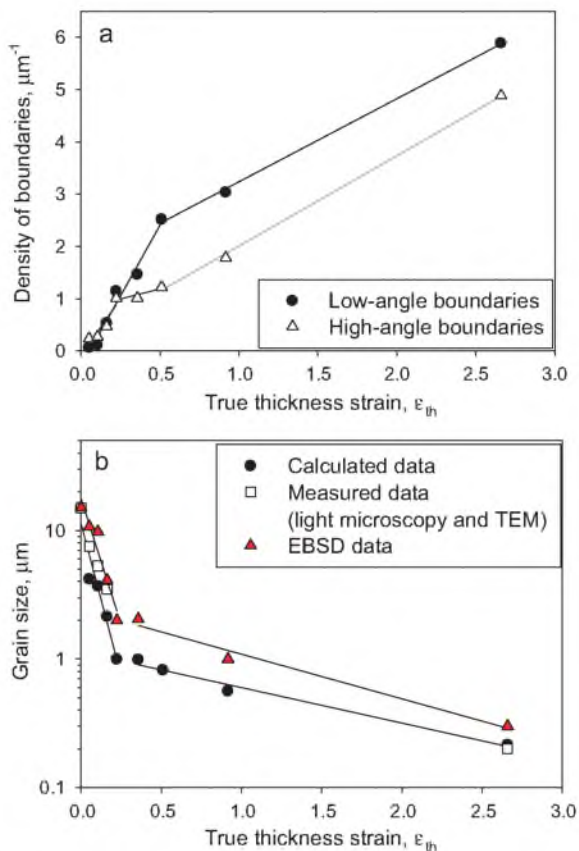 a
6
5
4
3
2
1
0
Density of boundaries, μm⁻¹
Low-angle boundaries
High-angle boundaries
0.0 0.5 1.0 1.5 2.0 2.5 3.0
True thickness strain, ε_th
b
10
1
0.1
Grain size, μm
Calculated data
Measured data
(light microscopy and TEM)
EBSD data
0.0 0.5 1.0 1.5 2.0 2.5 3.0
True thickness strain, ε_th